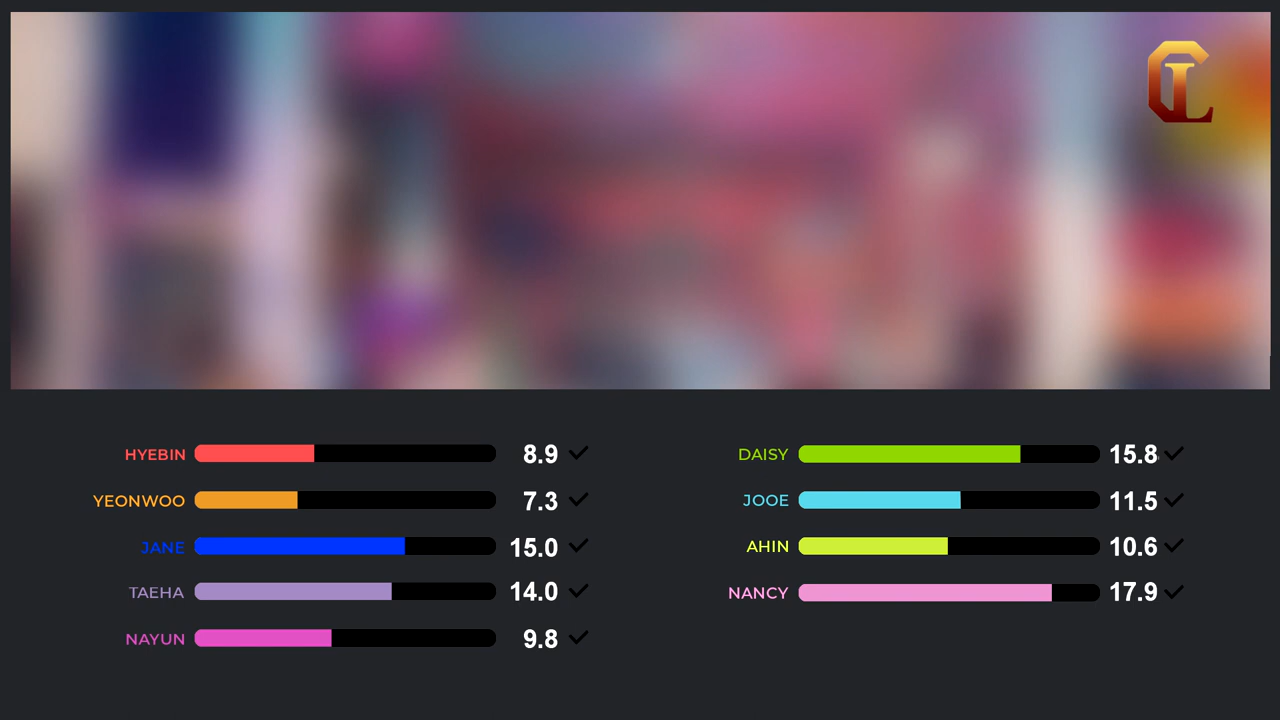 CL
HYEBIN 8.9
YEONWOO 7.3
JANE 15.0
TAEHA 14.0
NAYUN 9.8
DAISY 15.8
JOOE 11.5
AHIN 10.6
NANCY 17.9